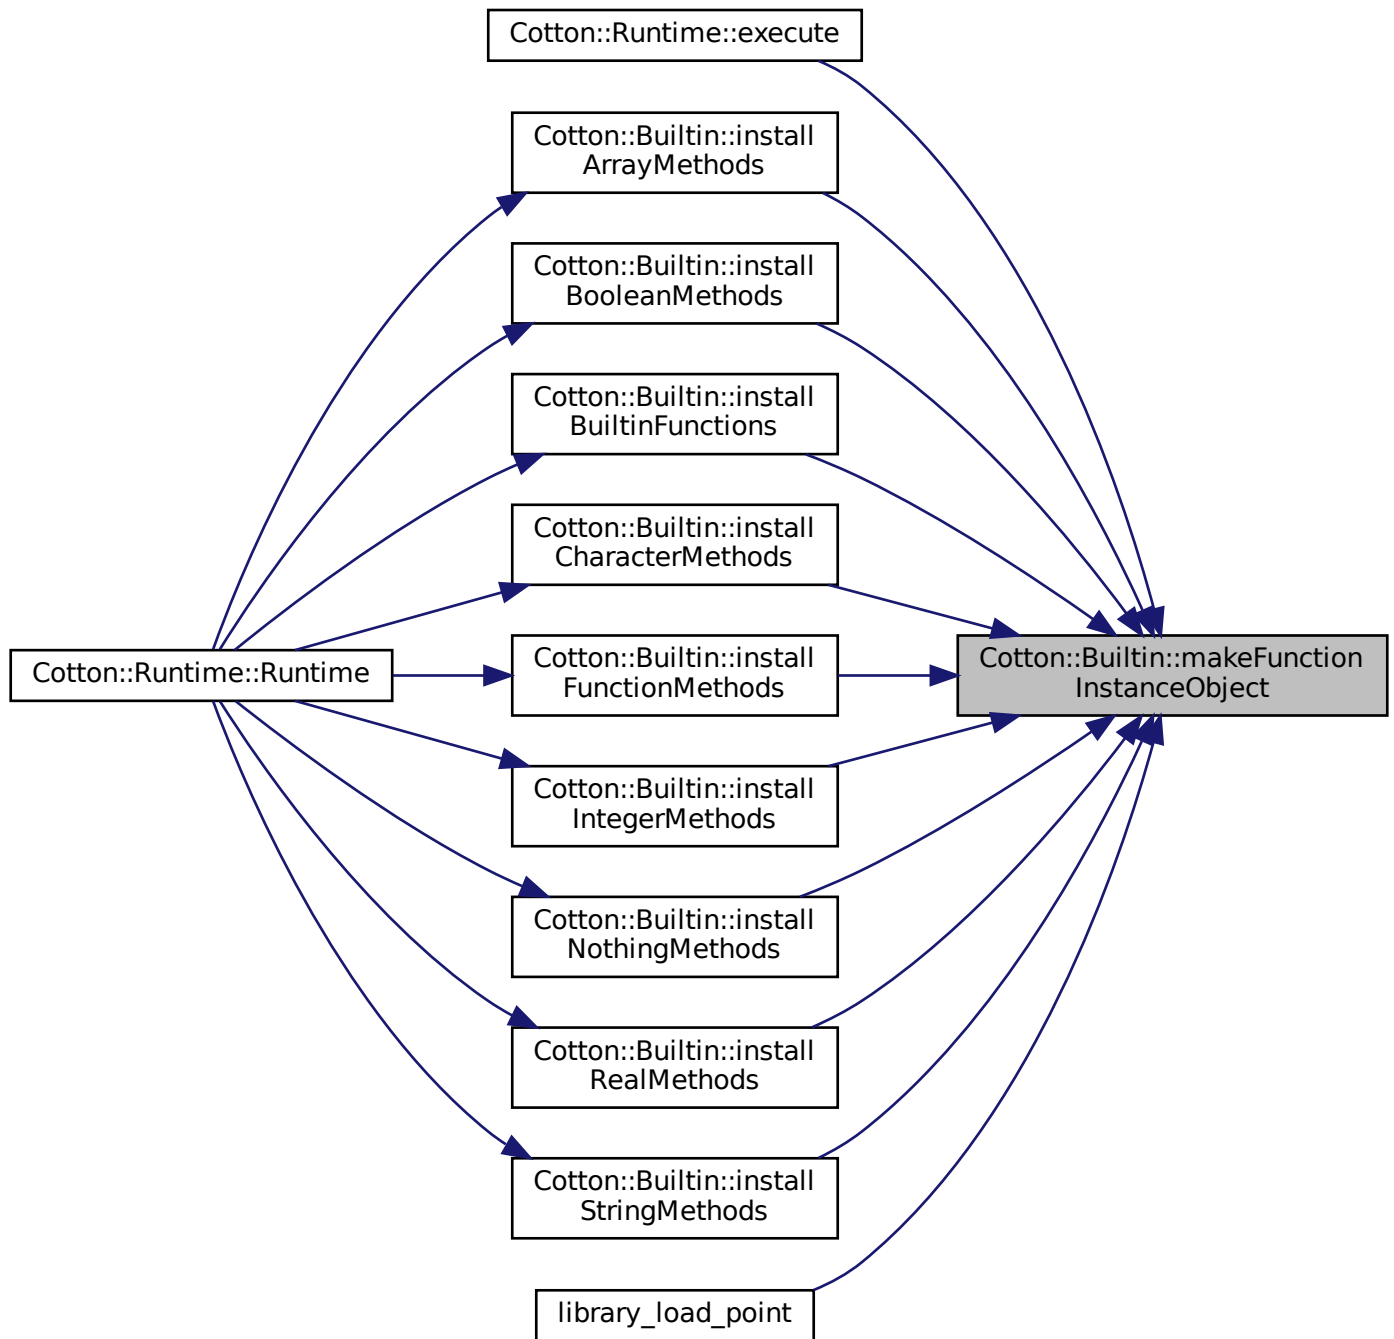 Cotton::Runtime::execute
Cotton::Builtin::install
ArrayMethods
Cotton::Builtin::install
BooleanMethods
Cotton::Builtin::install
BuiltinFunctions
Cotton::Builtin::install
CharacterMethods
Cotton::Runtime::Runtime
Cotton::Builtin::install
FunctionMethods
Cotton::Builtin::makeFunction
InstanceObject
Cotton::Builtin::install
IntegerMethods
Cotton::Builtin::install
NothingMethods
Cotton::Builtin::install
RealMethods
Cotton::Builtin::install
StringMethods
library_load_point